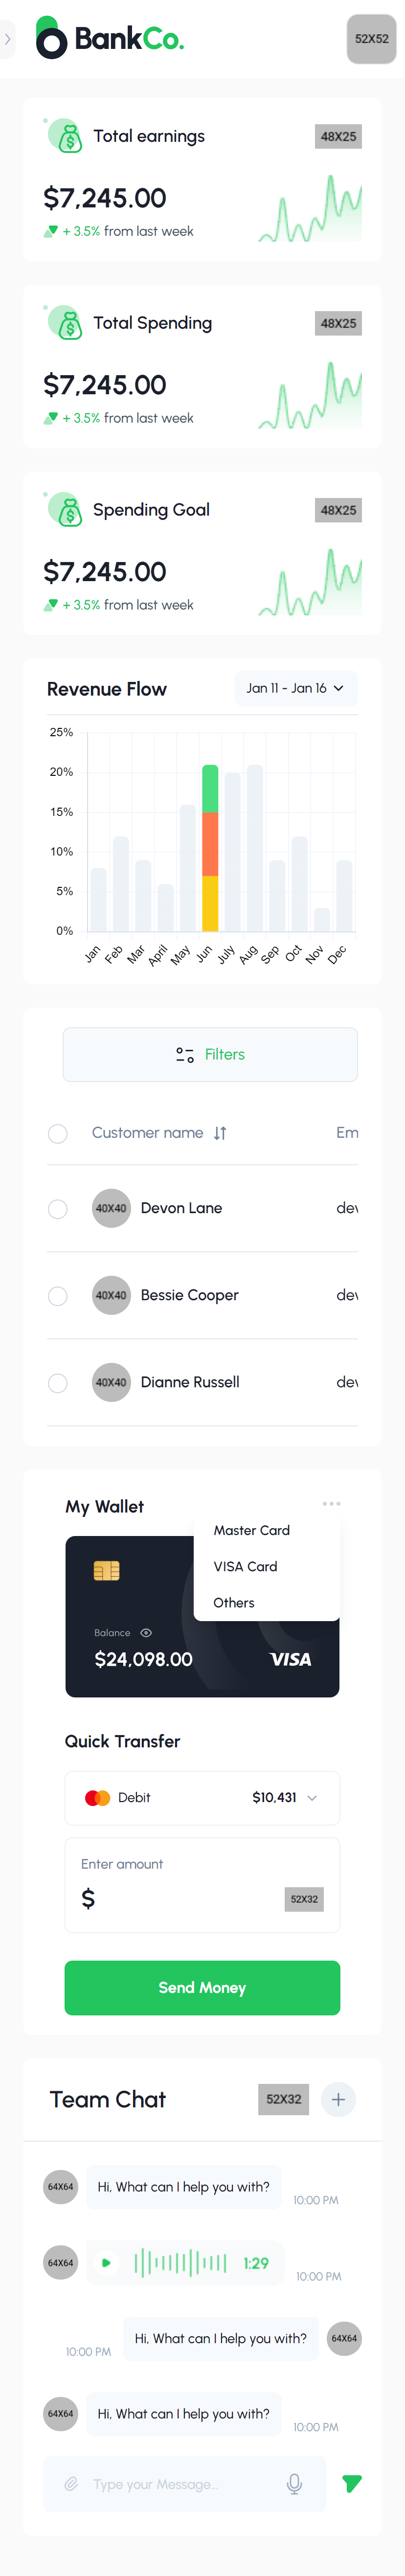 BankCo.
52X52
Total earnings
48X25
$7,245.00
+ 3.5% from last week
Total Spending
48X25
$7,245.00
+ 3.5% from last week
Spending Goal
48X25
$7,245.00
+ 3.5% from last week
Revenue Flow
Jan 11 - Jan 16
25%
20%
15%
10%
5%
0%
Jan Feb Mar April May Jun July Aug Sep Oct Nov Dec
Filters
Customer name
Em
40X40 Devon Lane
dev
40X40 Bessie Cooper
dev
40X40 Dianne Russell
dev
My Wallet
Master Card
VISA Card
Others
Balance
$24,098.00
VISA
Quick Transfer
Debit
$10,431
Enter amount
$
52X32
Send Money
Team Chat
52X32
64X64
Hi, What can I help you with?
10:00 PM
64X64
1:29
10:00 PM
Hi, What can I help you with?
64X64
10:00 PM
64X64
Hi, What can I help you with?
10:00 PM
Type your Message...